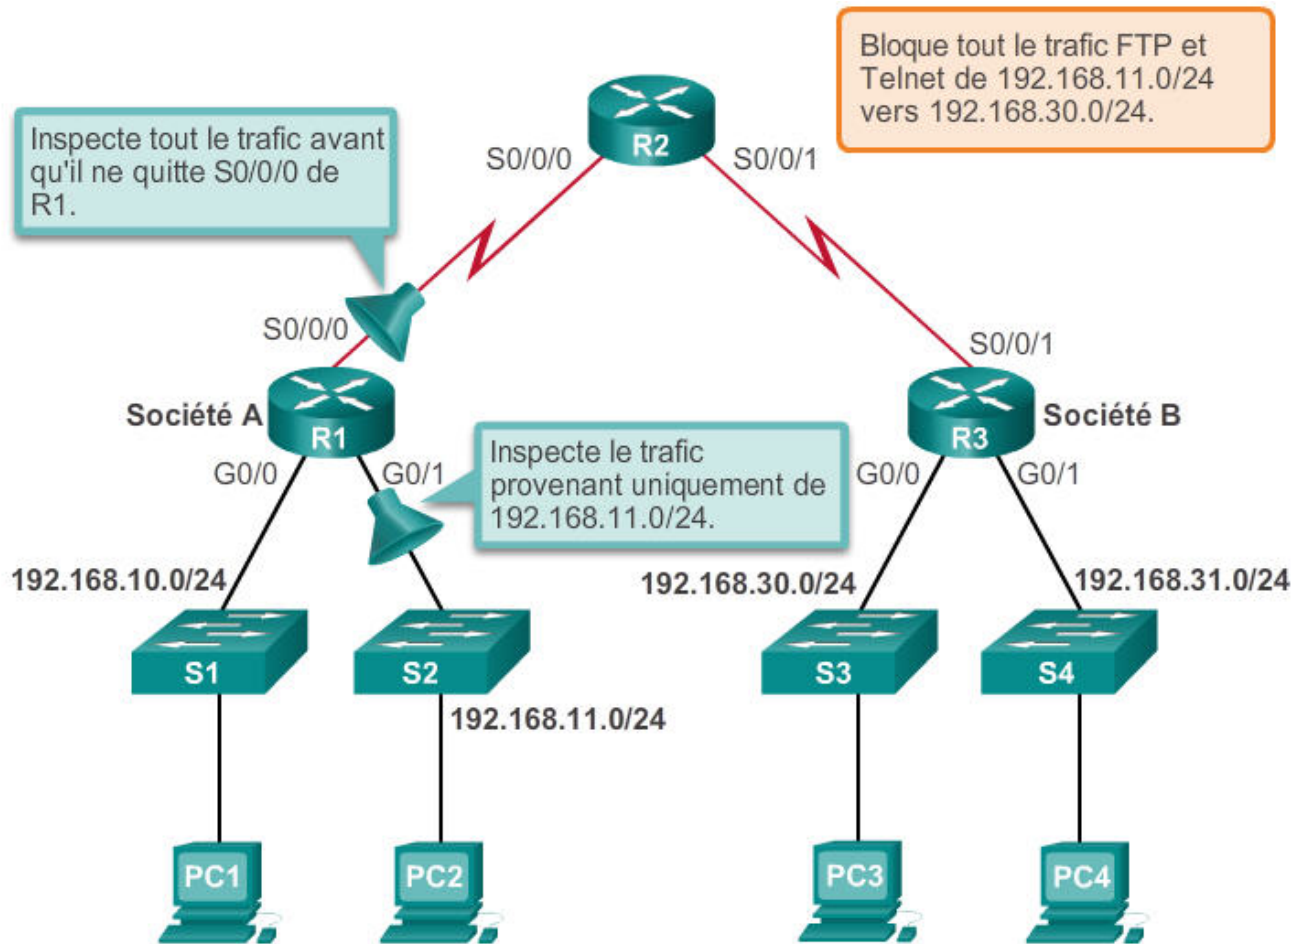 Bloque tout le trafic FTP et
Telnet de 192.168.11.0/24
vers 192.168.30.0/24.
Inspecte tout le trafic avant
qu'il ne quitte S0/0/0 de
R1.
R2
S0/0/0
S0/0/1
S0/0/0
S0/0/1
Société A
R1
R3
Société B
G0/0
G0/1
Inspecte le trafic
provenant uniquement de
192.168.11.0/24.
G0/0
G0/1
192.168.10.0/24
192.168.30.0/24
192.168.31.0/24
S1
S2
S3
S4
192.168.11.0/24
PC1
PC2
PC3
PC4